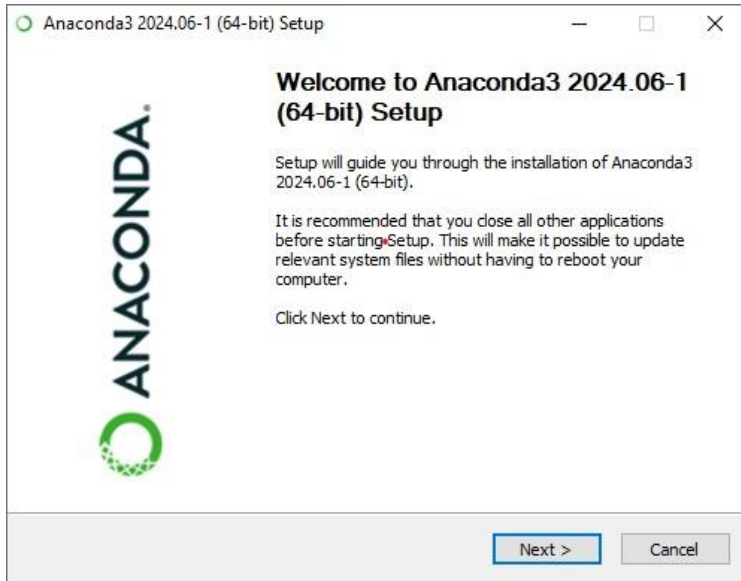 Anaconda3 2024.06-1 (64-bit) Setup
Welcome to Anaconda3 2024.06-1
(64-bit) Setup
Setup will guide you through the installation of Anaconda3
2024.06-1 (64-bit).
It is recommended that you close all other applications
before starting Setup. This will make it possible to update
relevant system files without having to reboot your
computer.
Click Next to continue.
ANACONDA.
Next >
Cancel